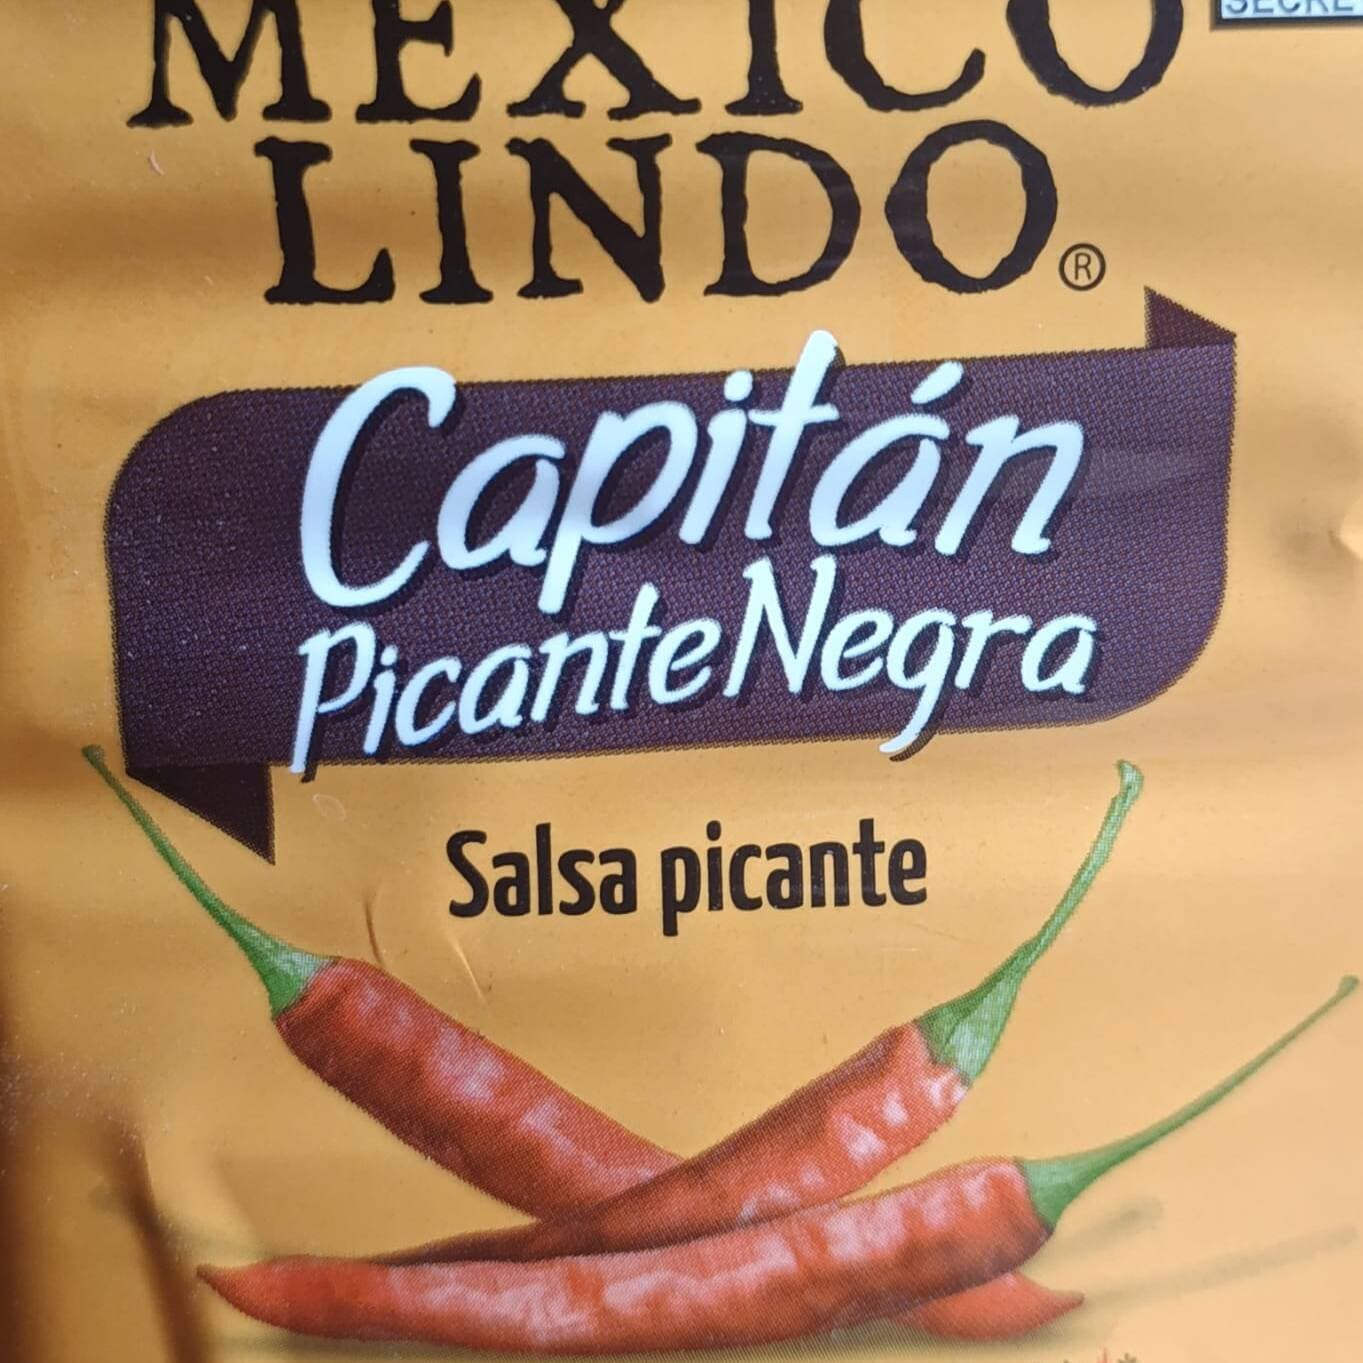 MEXICO
LINDO®
Capitán
Picante Negra
Salsa picante